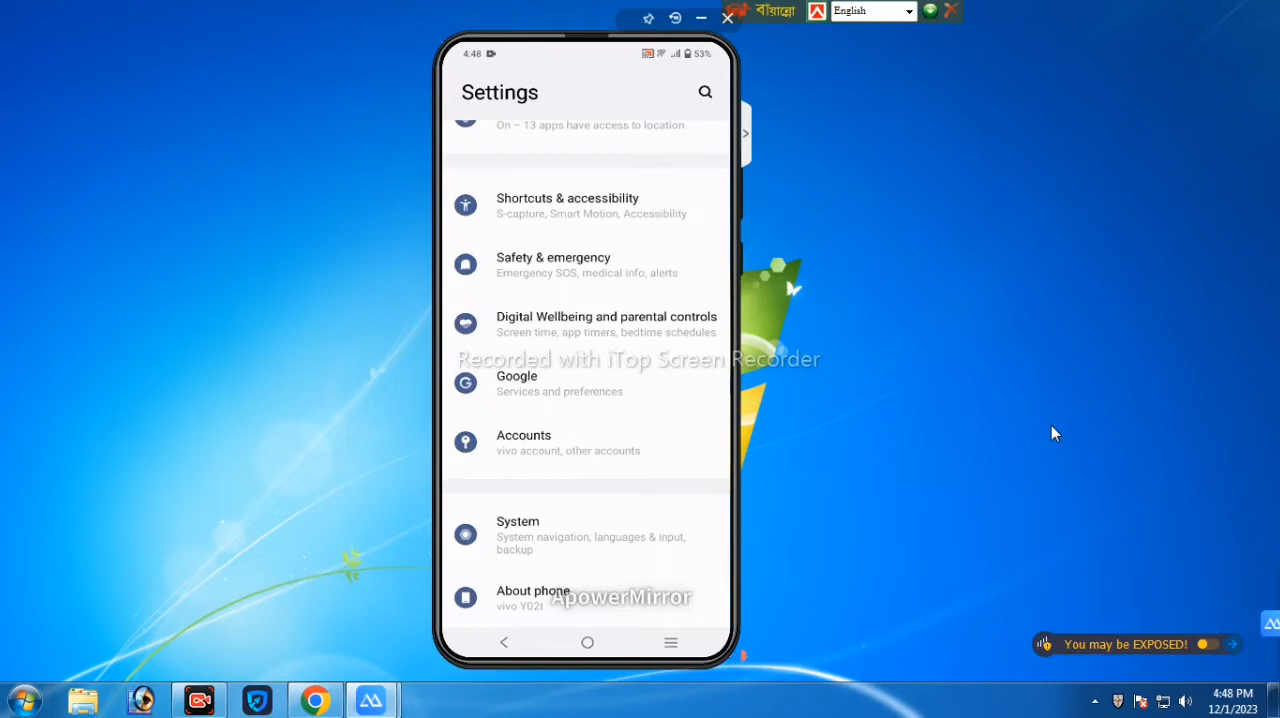 বায়ান্নো English
4:48 53%
Settings
On – 13 apps have access to location
Shortcuts & accessibility
S-capture, Smart Motion, Accessibility
Safety & emergency
Emergency SOS, medical info, alerts
Digital Wellbeing and parental controls
Screen time, app timers, bedtime schedules
Recorded with iTop Screen Recorder
Google
Services and preferences
Accounts
vivo account, other accounts
System
System navigation, languages & input,
backup
About phone
vivo Y02t
ApowerMirror
You may be EXPOSED!
4:48 PM
12/1/2023